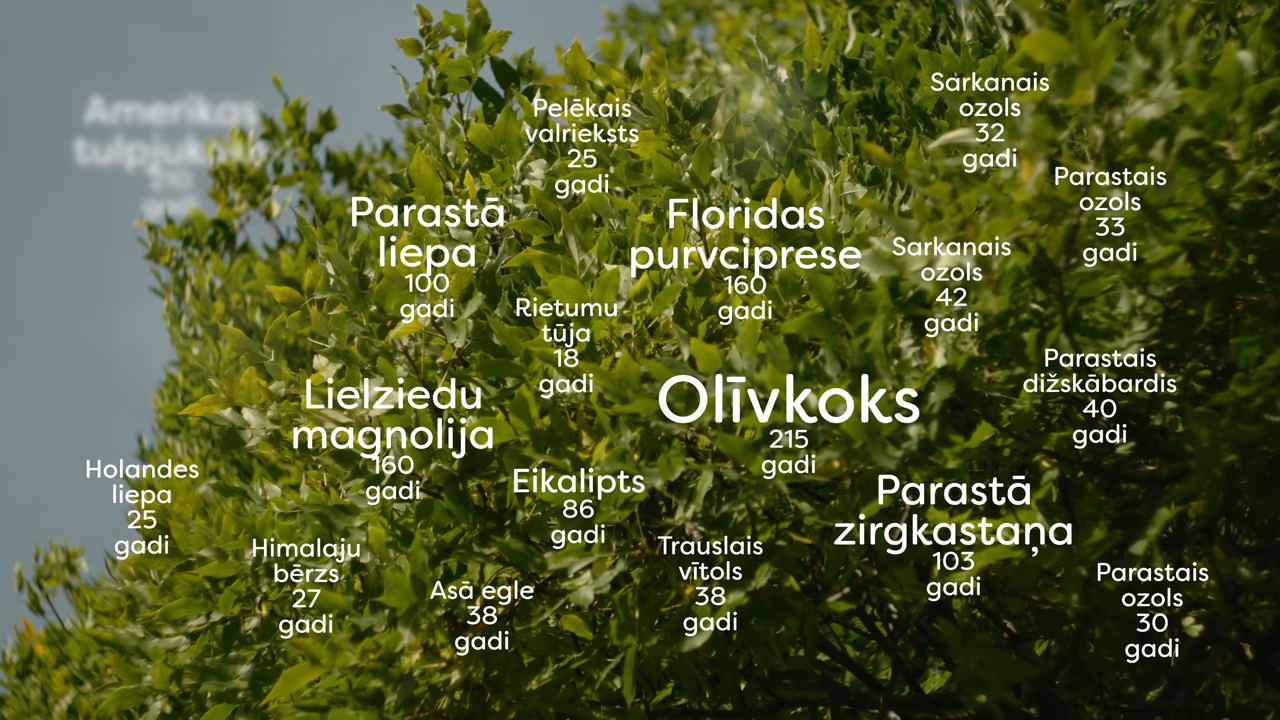 Amerikas
Pelēkais
valrieksts
25
gadi
Sarkanais
ozols
32
gadi
Parastais
ozols
33
gadi
Parastā
liepa
100
gadi
Floridas
purvciprese
160
gadi
Sarkanais
ozols
42
gadi
Rietumu
tūja
18
gadi
Parastais
dižskābardis
40
gadi
Lielziedu
magnolija
160
gadi
Olīvkoks
215
gadi
Holandes
liepa
25
gadi
Eikalipts
86
gadi
Parastā
zirgkastaņa
103
gadi
Himalaju
bērzs
27
gadi
Asā egle
38
gadi
Trauslais
vītols
38
gadi
Parastais
ozols
30
gadi